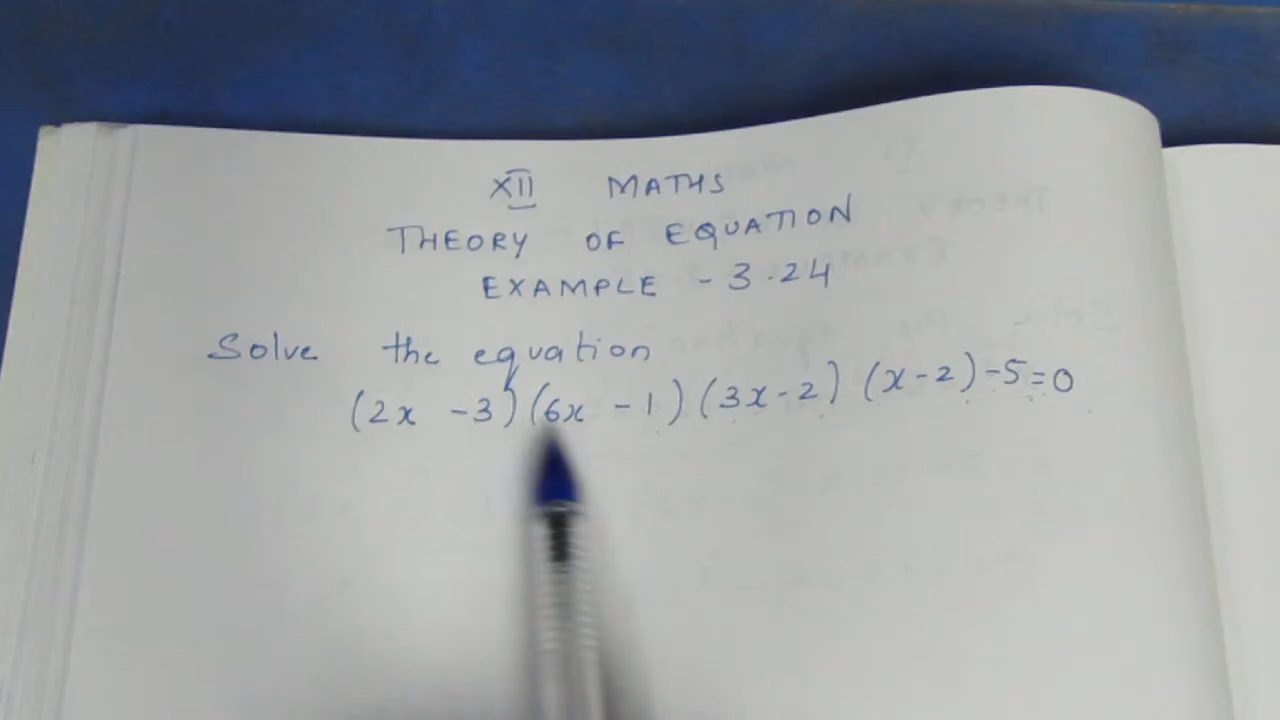 XII MATHS
THEORY OF EQUATION
EXAMPLE - 3.24
Solve the equation
(2x - 3)(6x - 1)(3x - 2)(x - 2) - 5 = 0